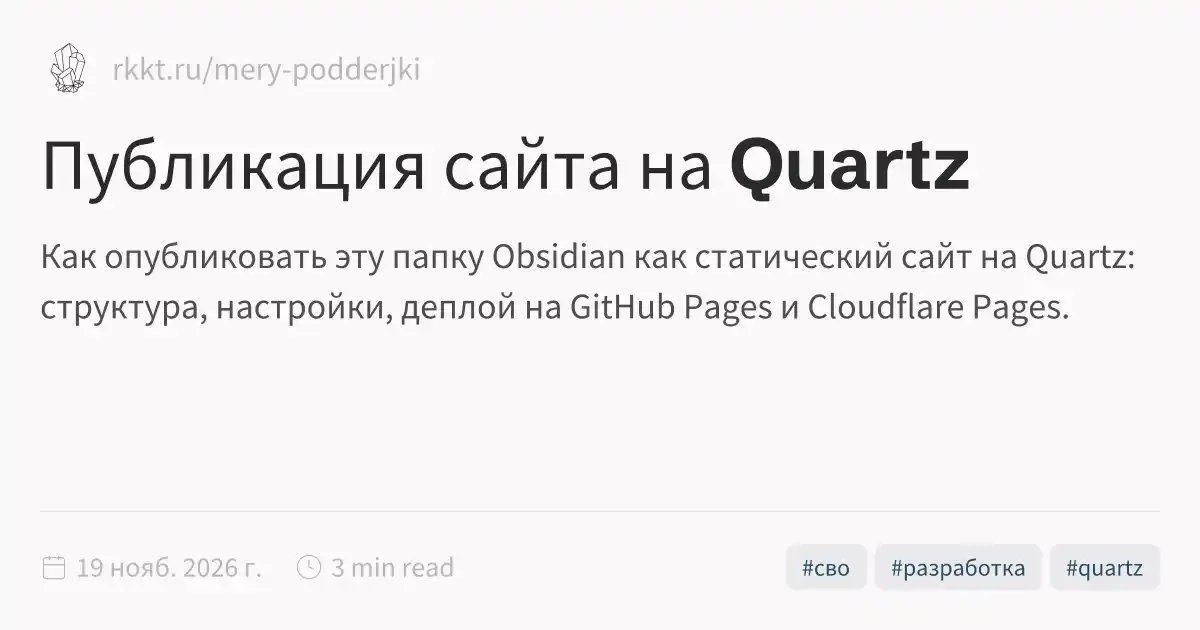 rkkt.ru/mery-podderjki
Публикация сайта на Quartz
Как опубликовать эту папку Obsidian как статический сайт на Quartz:
структура, настройки, деплой на GitHub Pages и Cloudflare Pages.
19 нояб. 2026 г. 3 min read #сво #разработка #quartz